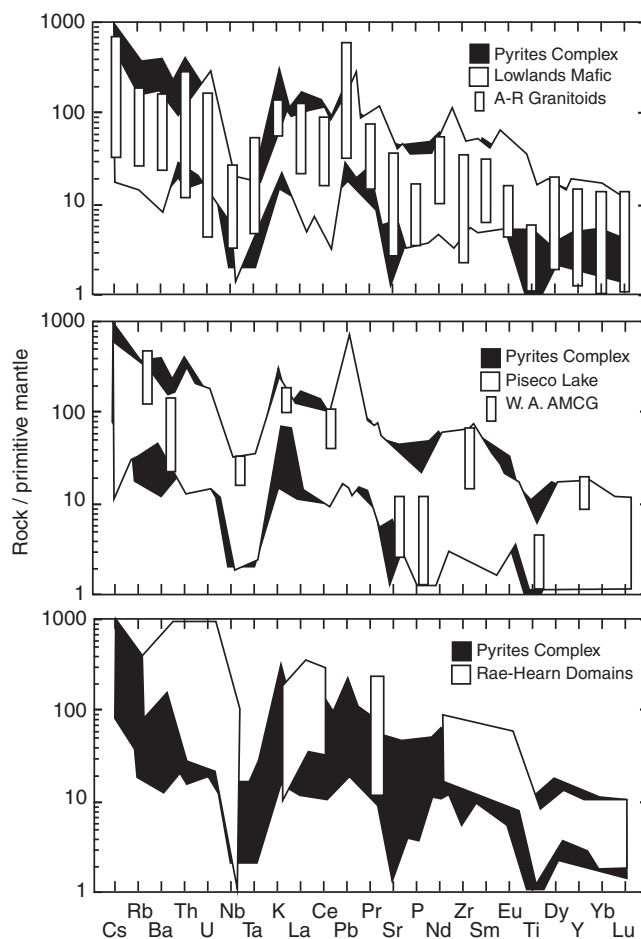 1000
100
10
1
Pyrites Complex
Lowlands Mafic
A-R Granitoids
Rock / primitive mantle
1000
100
10
1
Pyrites Complex
Piseco Lake
W. A. AMCG
1000
100
10
1
Pyrites Complex
Rae-Hearn Domains
Rb Th Nb K Ce Pr P Zr Eu Dy Yb
Cs Ba U Ta La Pb Sr Nd Sm Ti Y Lu